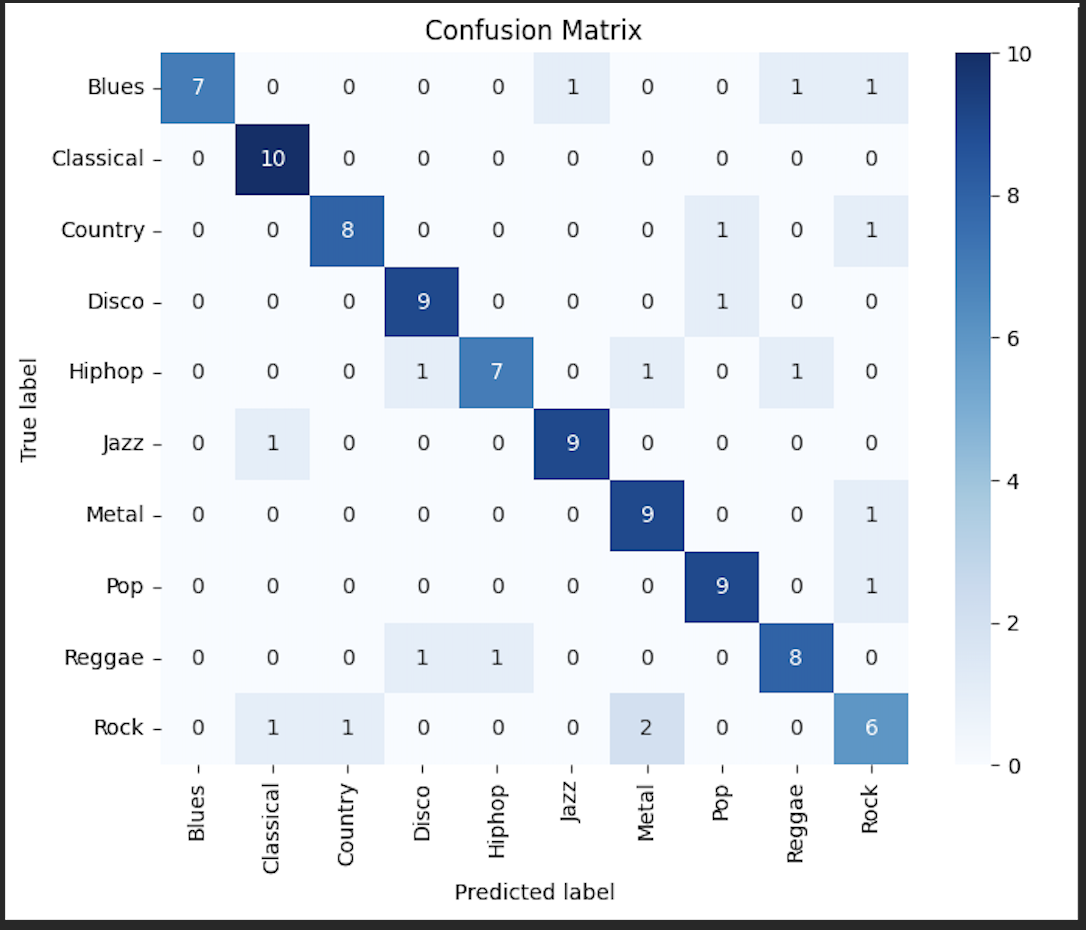 Confusion Matrix
Blues 7 0 0 0 0 1 0 0 1 1
Classical 0 10 0 0 0 0 0 0 0 0
Country 0 0 8 0 0 0 0 1 0 1
Disco 0 0 0 9 0 0 0 1 0 0
Hiphop 0 0 0 1 7 0 1 0 1 0
Jazz 0 1 0 0 0 9 0 0 0 0
Metal 0 0 0 0 0 0 9 0 0 1
Pop 0 0 0 0 0 0 0 9 0 1
Reggae 0 0 0 1 1 0 0 0 8 0
Rock 0 1 1 0 0 0 2 0 0 6
True label
Blues Classical Country Disco Hiphop Jazz Metal Pop Reggae Rock
Predicted label
10
8
6
4
2
0